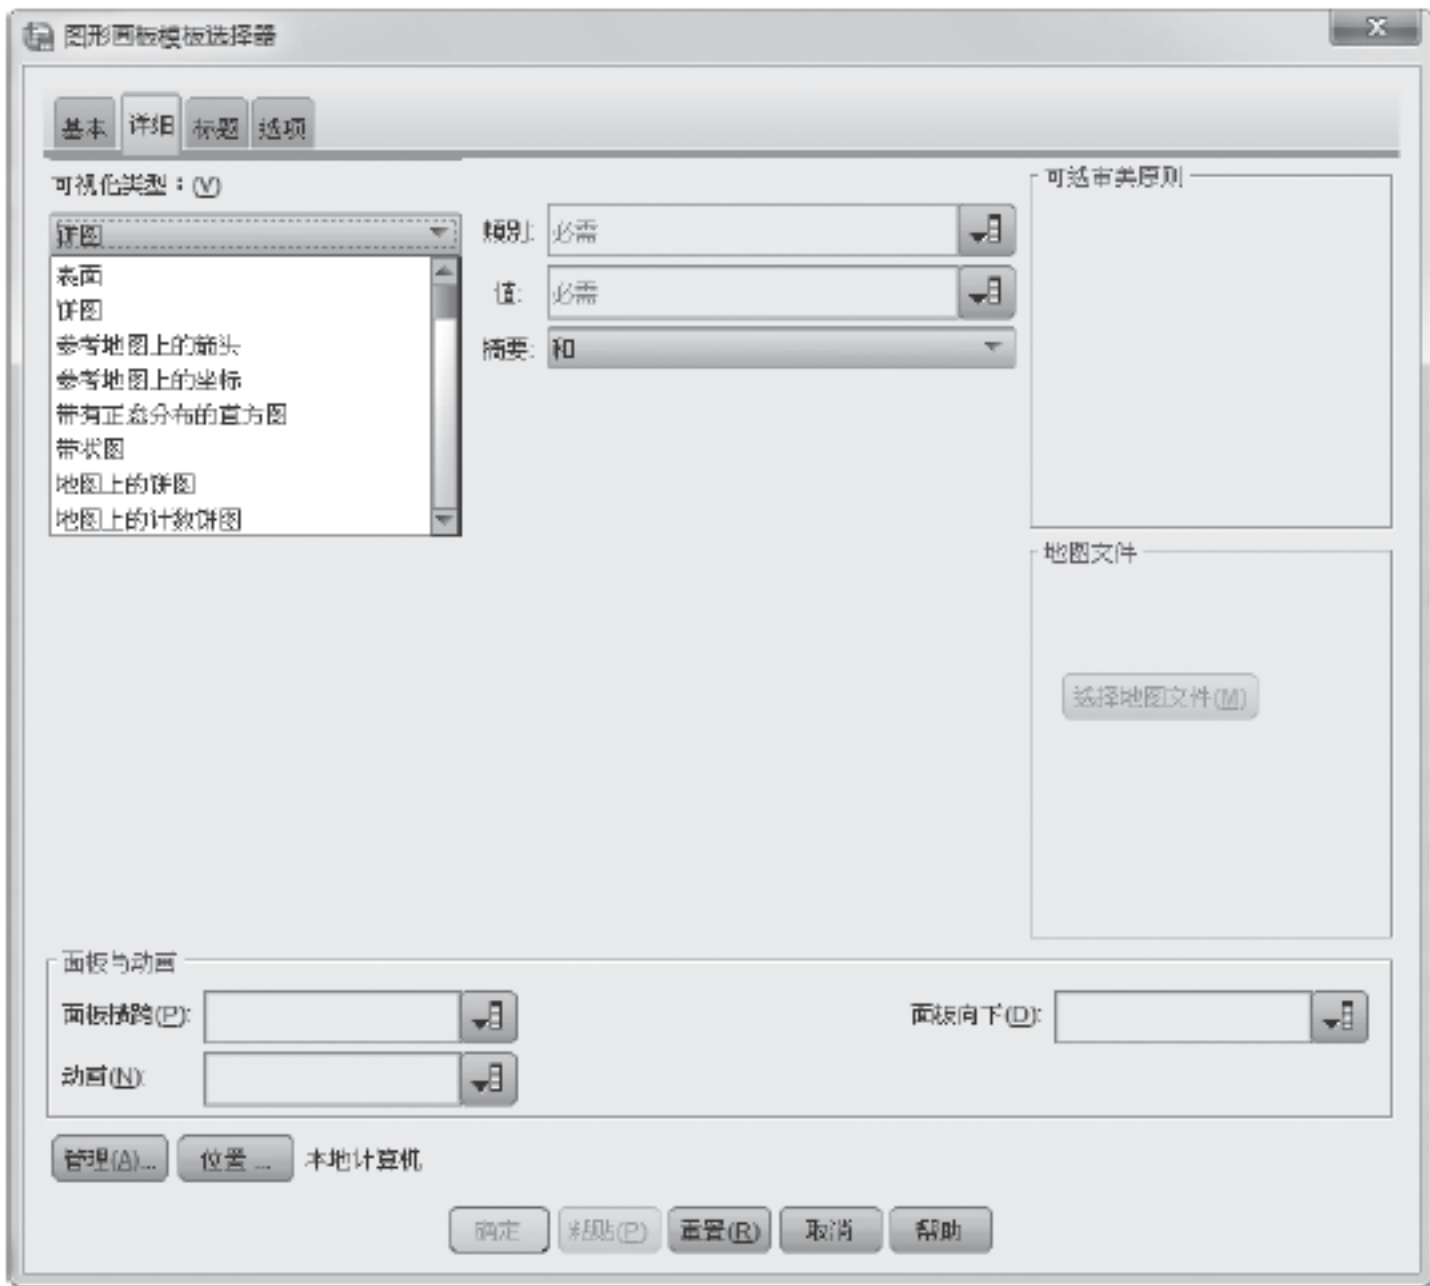 图形画板模板选择器
基本 详细 标题 选项
可视化类型：(V)
饼图
表面
饼图
参考地图上的箭头
参考地图上的坐标
带有正态分布的直方图
带状图
地图上的饼图
地图上的计数饼图
类别: 必需
值: 必需
摘要: 和
可选审美原则
地图文件
选择地图文件(M)
面板与动画
面板横跨(P):
面板向下(D):
动画(N):
管理(A)... 位置 ... 本地计算机
确定 粘贴(P) 重置(R) 取消 帮助